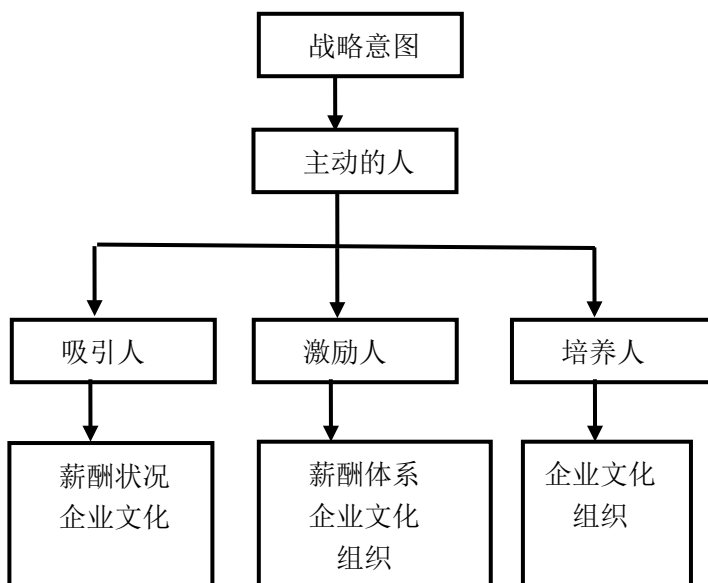 战略意图
主动的人
吸引人
激励人
培养人
薪酬状况
企业文化
薪酬体系
企业文化
组织
企业文化
组织